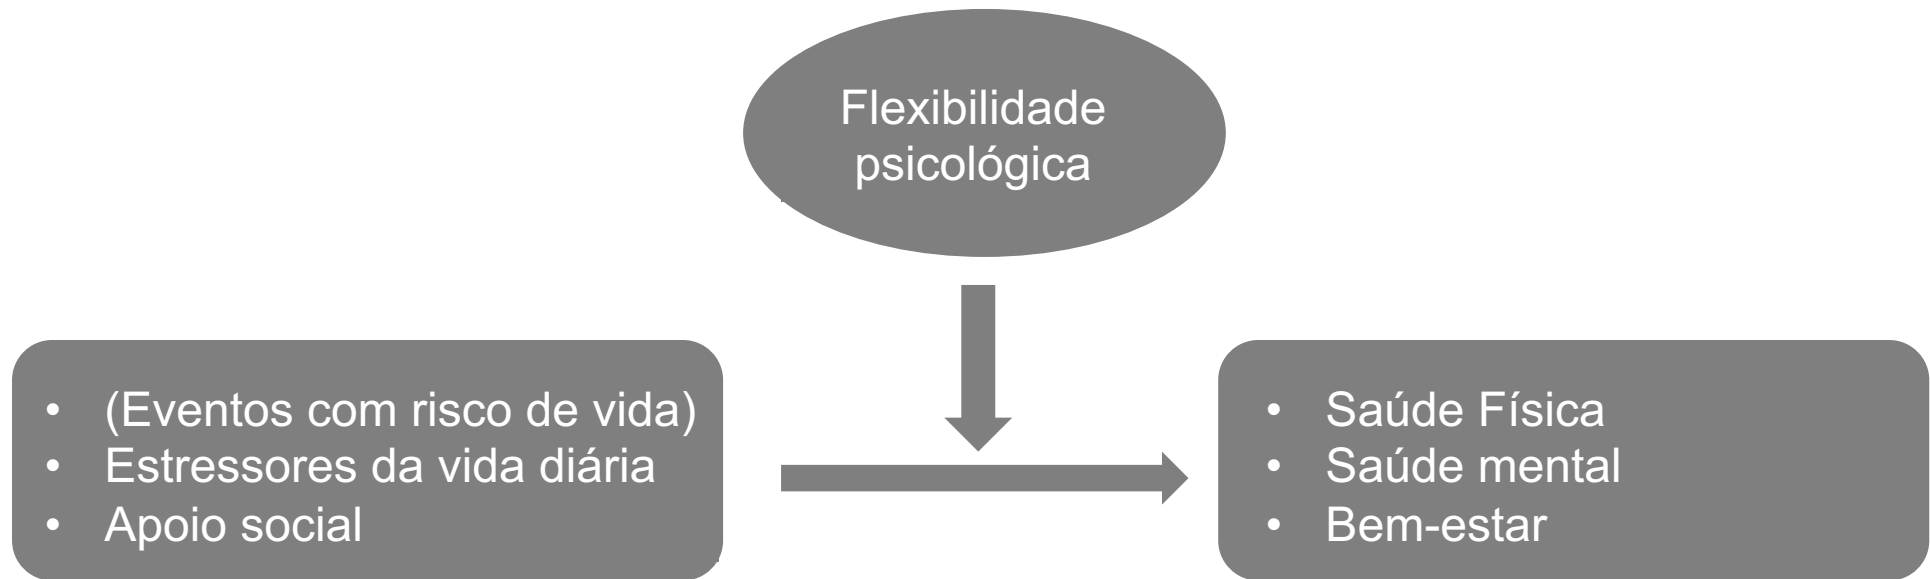 Flexibilidade
psicológica
• (Eventos com risco de vida)
• Estressores da vida diária
• Apoio social
• Saúde Física
• Saúde mental
• Bem-estar